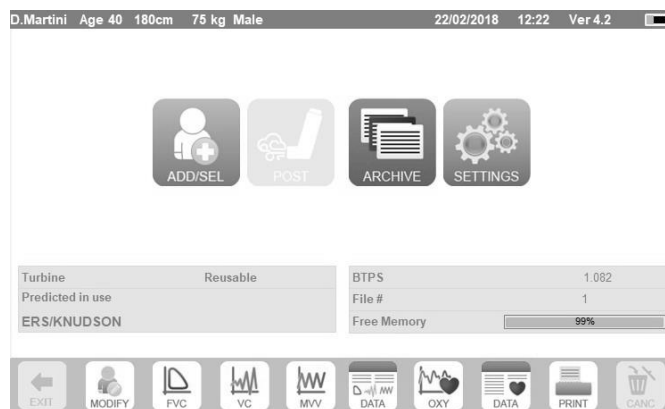 D.Martini Age 40 180cm 75 kg Male 22/02/2018 12:22 Ver 4.2
ADD/SEL POST ARCHIVE SETTINGS
Turbine Reusable BTPS 1.082
Predicted in use File # 1
ERS/KNUDSON Free Memory 99%
EXIT MODIFY FVC VC MVV DATA OXY DATA PRINT CANC